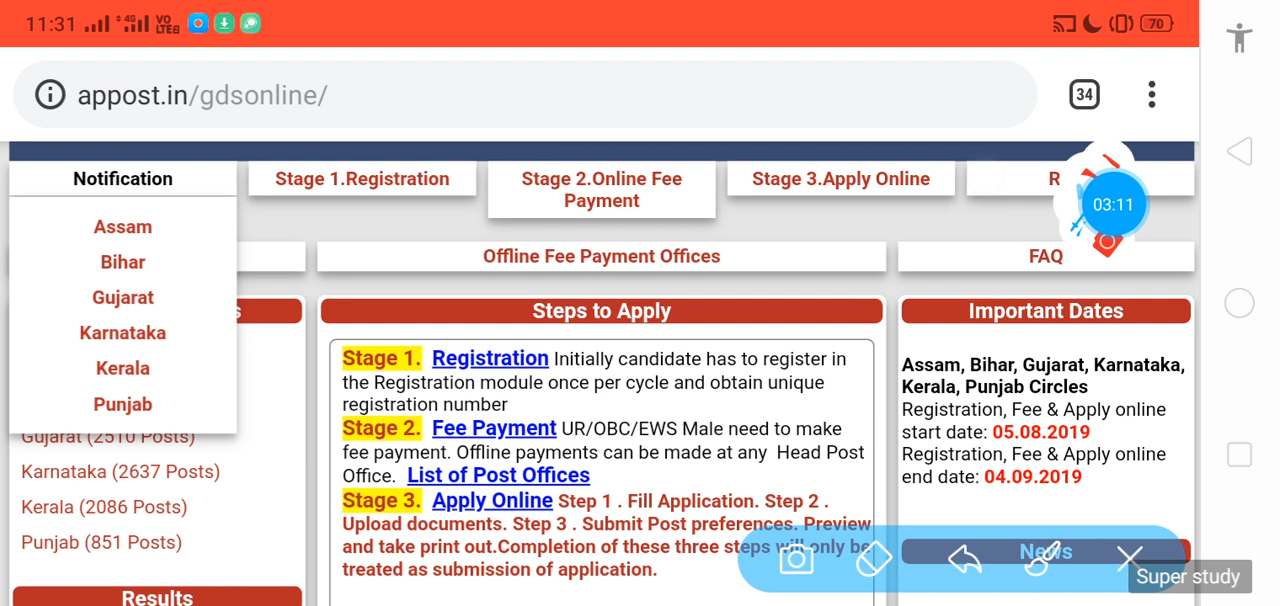 11:31 4G VO LTE2 70
appost.in/gdsonline/ 34
Notification
Stage 1.Registration
Stage 2.Online Fee
Payment
Stage 3.Apply Online
R
03:11
Assam
Bihar
Gujarat
Karnataka
Kerala
Punjab
Offline Fee Payment Offices
FAQ
s
Gujarat (2510 Posts)
Karnataka (2637 Posts)
Kerala (2086 Posts)
Punjab (851 Posts)
Results
Steps to Apply
Stage 1. Registration Initially candidate has to register in
the Registration module once per cycle and obtain unique
registration number
Stage 2. Fee Payment UR/OBC/EWS Male need to make
fee payment. Offline payments can be made at any Head Post
Office. List of Post Offices
Stage 3. Apply Online Step 1 . Fill Application. Step 2 .
Upload documents. Step 3 . Submit Post preferences. Preview
and take print out.Completion of these three steps will only be
treated as submission of application.
Important Dates
Assam, Bihar, Gujarat, Karnataka,
Kerala, Punjab Circles
Registration, Fee & Apply online
start date: 05.08.2019
Registration, Fee & Apply online
end date: 04.09.2019
News
Super study